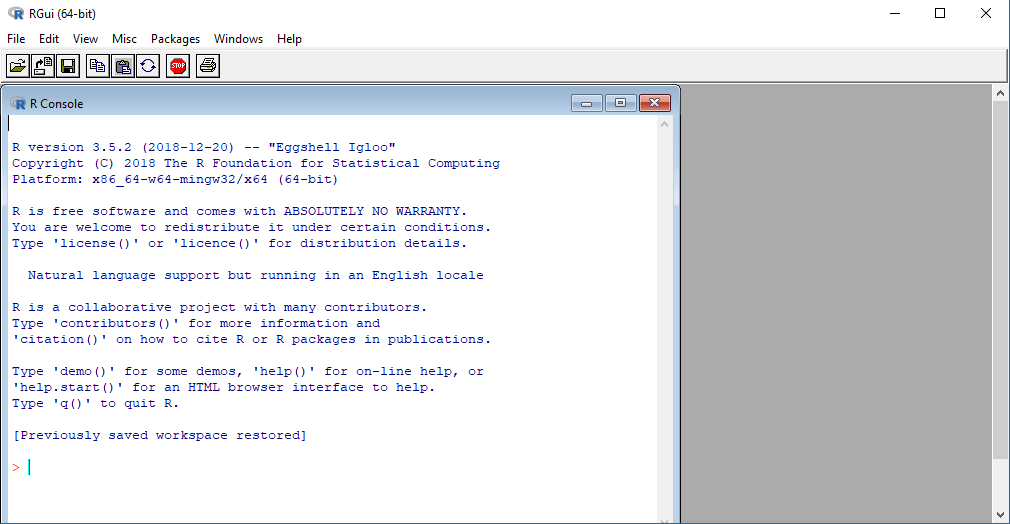 RGui (64-bit)
File Edit View Misc Packages Windows Help
STOP
R Console
R version 3.5.2 (2018-12-20) -- "Eggshell Igloo"
Copyright (C) 2018 The R Foundation for Statistical Computing
Platform: x86_64-w64-mingw32/x64 (64-bit)
R is free software and comes with ABSOLUTELY NO WARRANTY.
You are welcome to redistribute it under certain conditions.
Type 'license()' or 'licence()' for distribution details.
Natural language support but running in an English locale
R is a collaborative project with many contributors.
Type 'contributors()' for more information and
'citation()' on how to cite R or R packages in publications.
Type 'demo()' for some demos, 'help()' for on-line help, or
'help.start()' for an HTML browser interface to help.
Type 'q()' to quit R.
[Previously saved workspace restored]
>